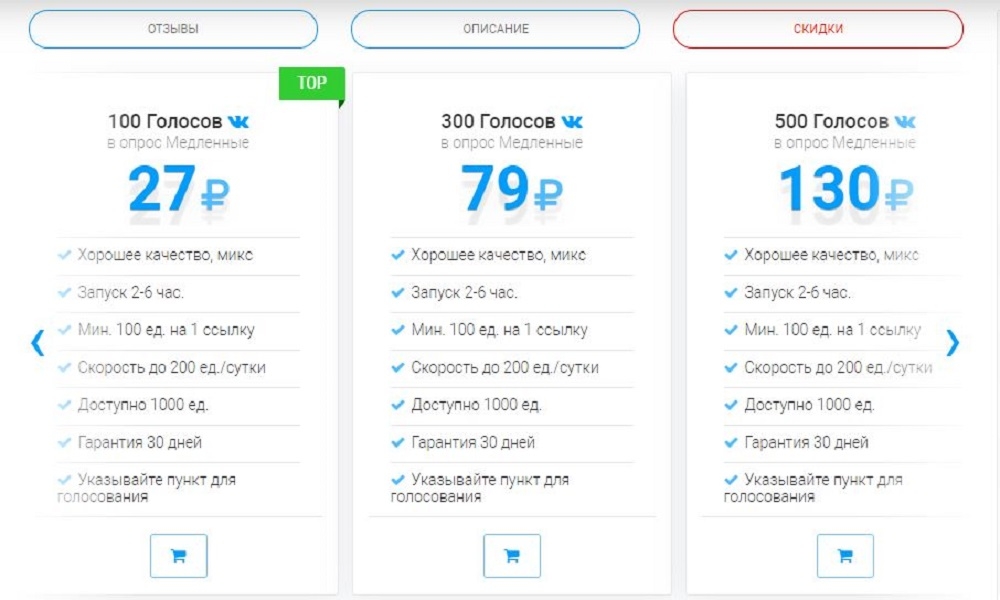 ОТЗЫВЫ
ОПИСАНИЕ
СКИДКИ
TOP
100 Голосов
в опрос Медленные
27 ₽
Хорошее качество, микс
Запуск 2-6 час.
Мин. 100 ед. на 1 ссылку
Скорость до 200 ед./сутки
Доступно 1000 ед.
Гарантия 30 дней
Указывайте пункт для
голосования
300 Голосов
в опрос Медленные
79 ₽
Хорошее качество, микс
Запуск 2-6 час.
Мин. 100 ед. на 1 ссылку
Скорость до 200 ед./сутки
Доступно 1000 ед.
Гарантия 30 дней
Указывайте пункт для
голосования
500 Голосов
в опрос Медленные
130 ₽
Хорошее качество, микс
Запуск 2-6 час.
Мин. 100 ед. на 1 ссылку
Скорость до 200 ед./сутки
Доступно 1000 ед.
Гарантия 30 дней
Указывайте пункт для
голосования